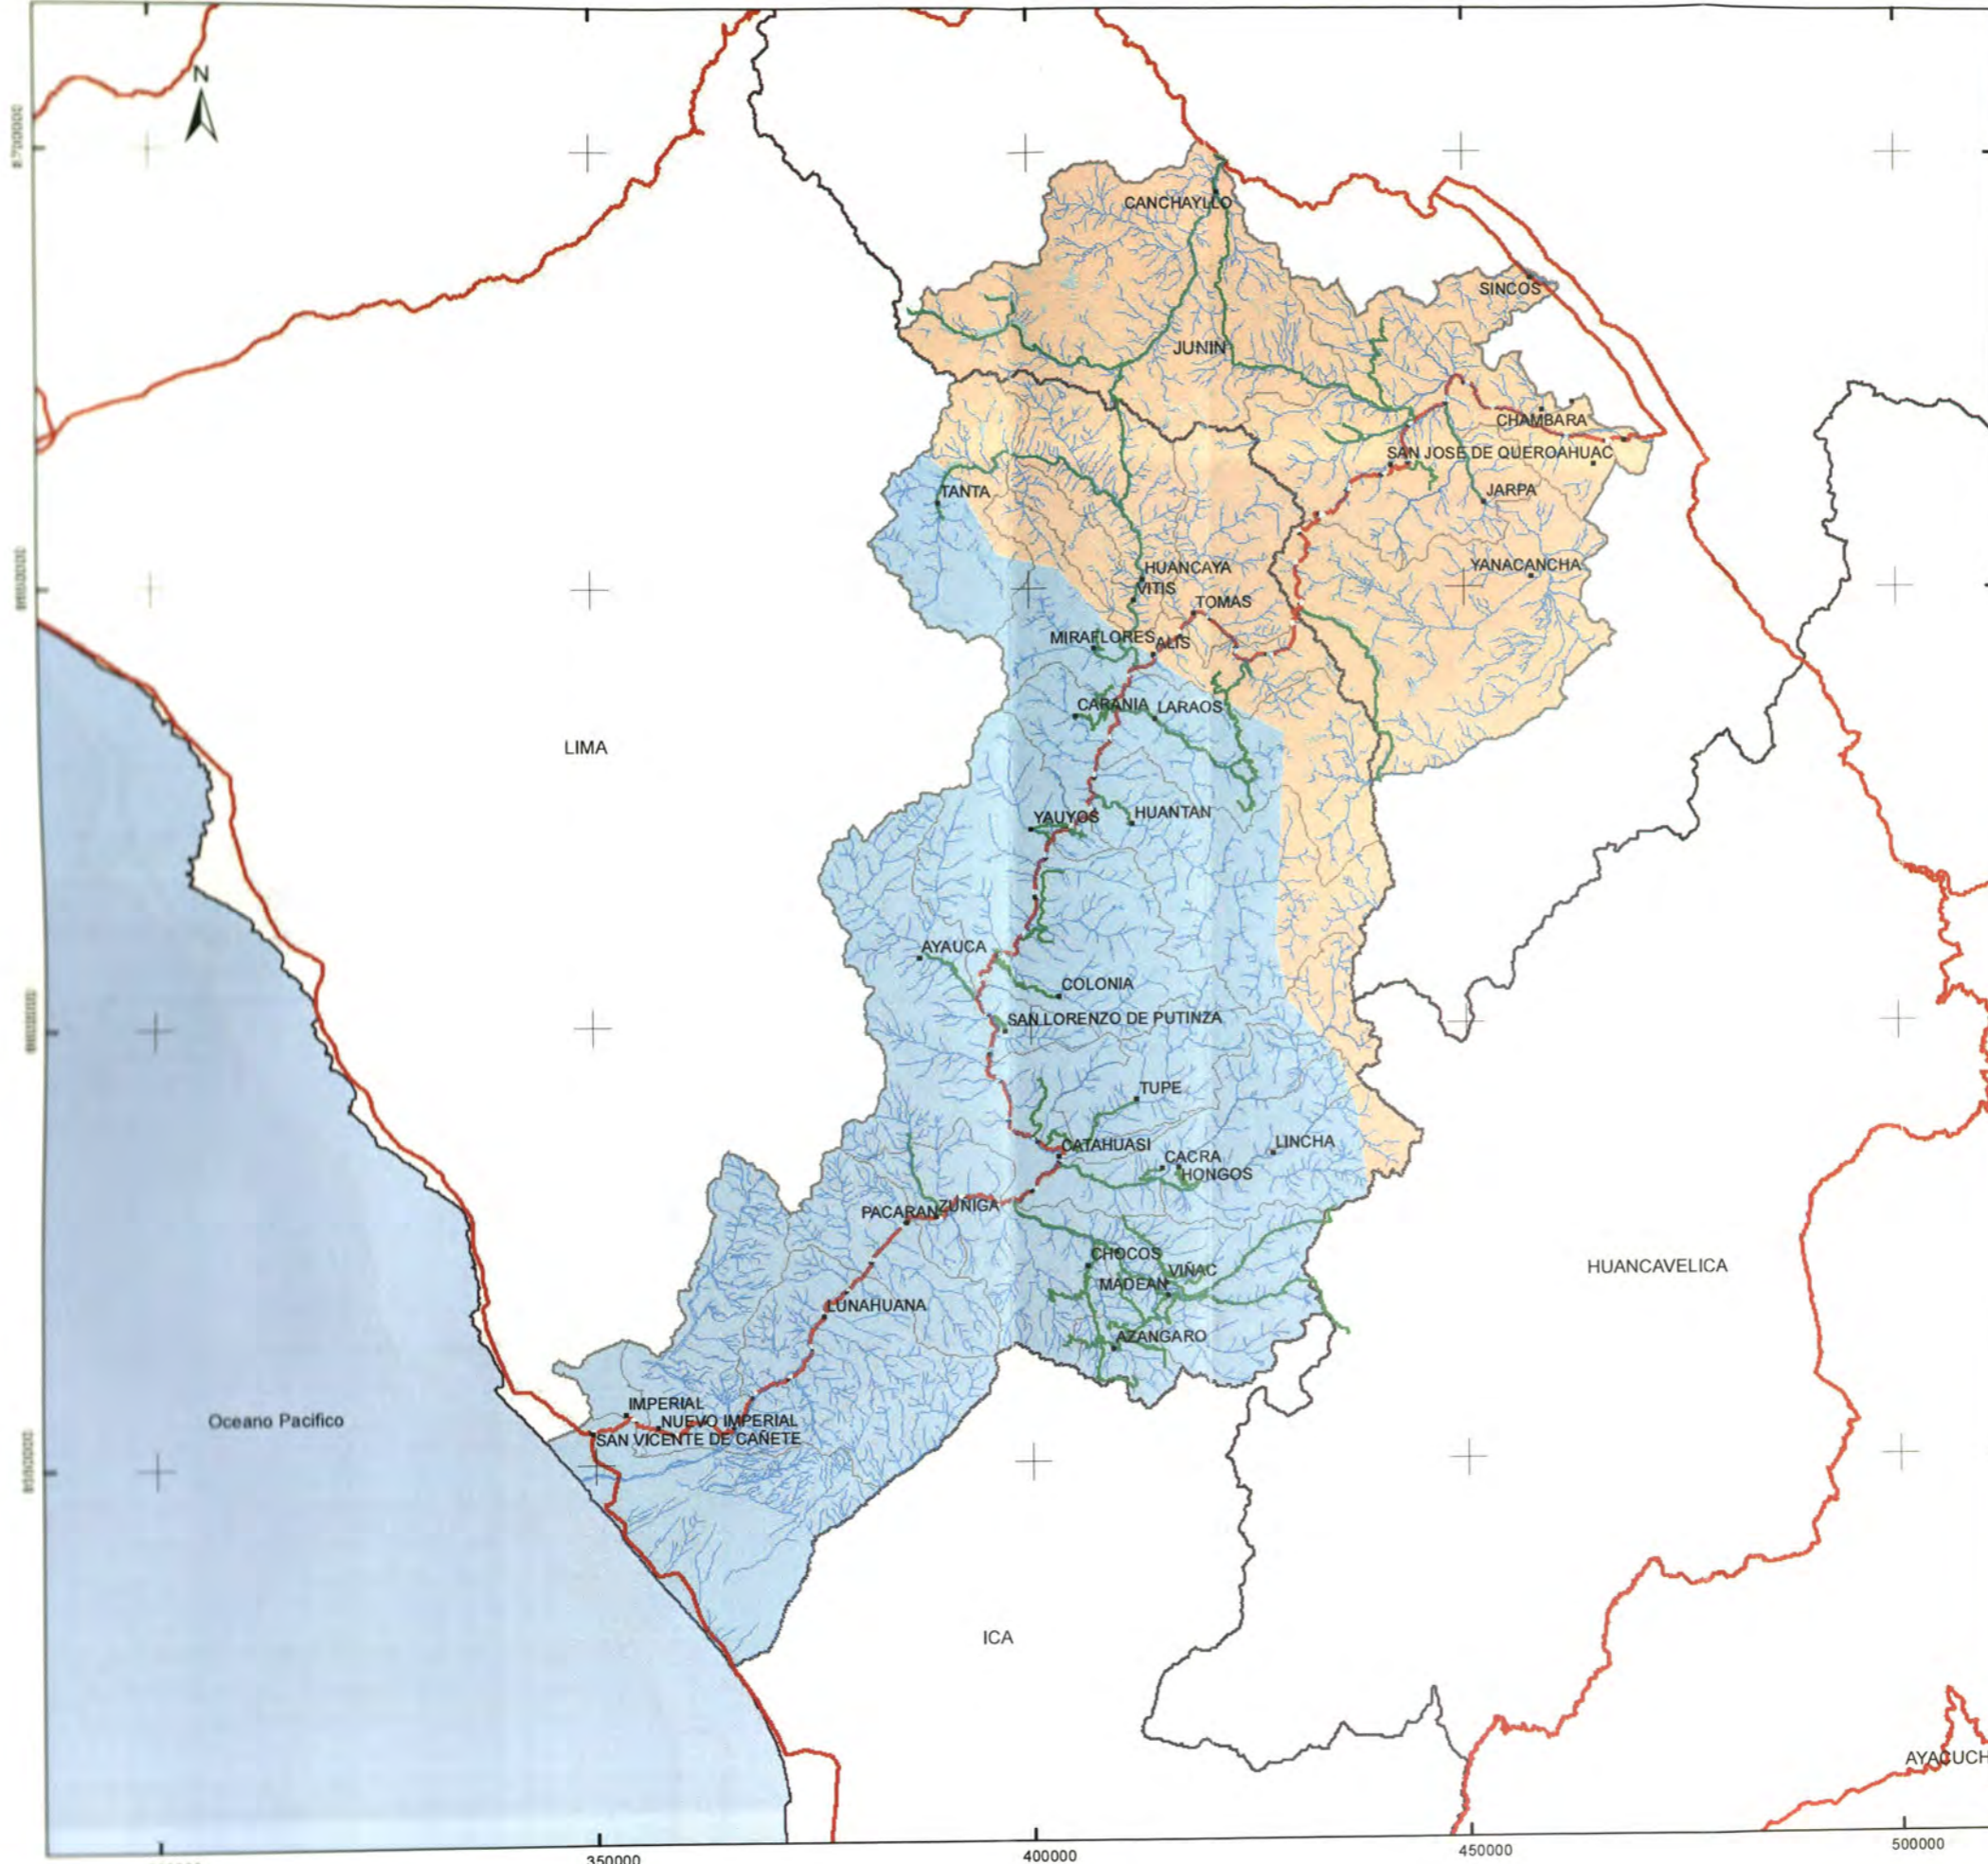 N
8700000
CANCHAYLLO
SINCOS
JUNIN
CHAMBARA
SAN JOSE DE QUEROAHUAC
TANTA
JARPA
HUANCAYA
YANACANCHA
VITIS
TOMAS
MIRAFLORES
ALIS
CARANIA
LARAOS
LIMA
YAUYOS
HUANTAN
AYAUCA
COLONIA
SAN LORENZO DE PUTINZA
TUPE
CATAHUASI
LINCHA
CACRA
HONGOS
PACARAN
ZUÑIGA
CHOCOS
HUANCAVELICA
VIÑAC
MADEAN
LUNAHUANA
AZANGARO
IMPERIAL
Oceano Pacifico
NUEVO IMPERIAL
SAN VICENTE DE CAÑETE
ICA
AYACUCH
350000
400000
450000
500000